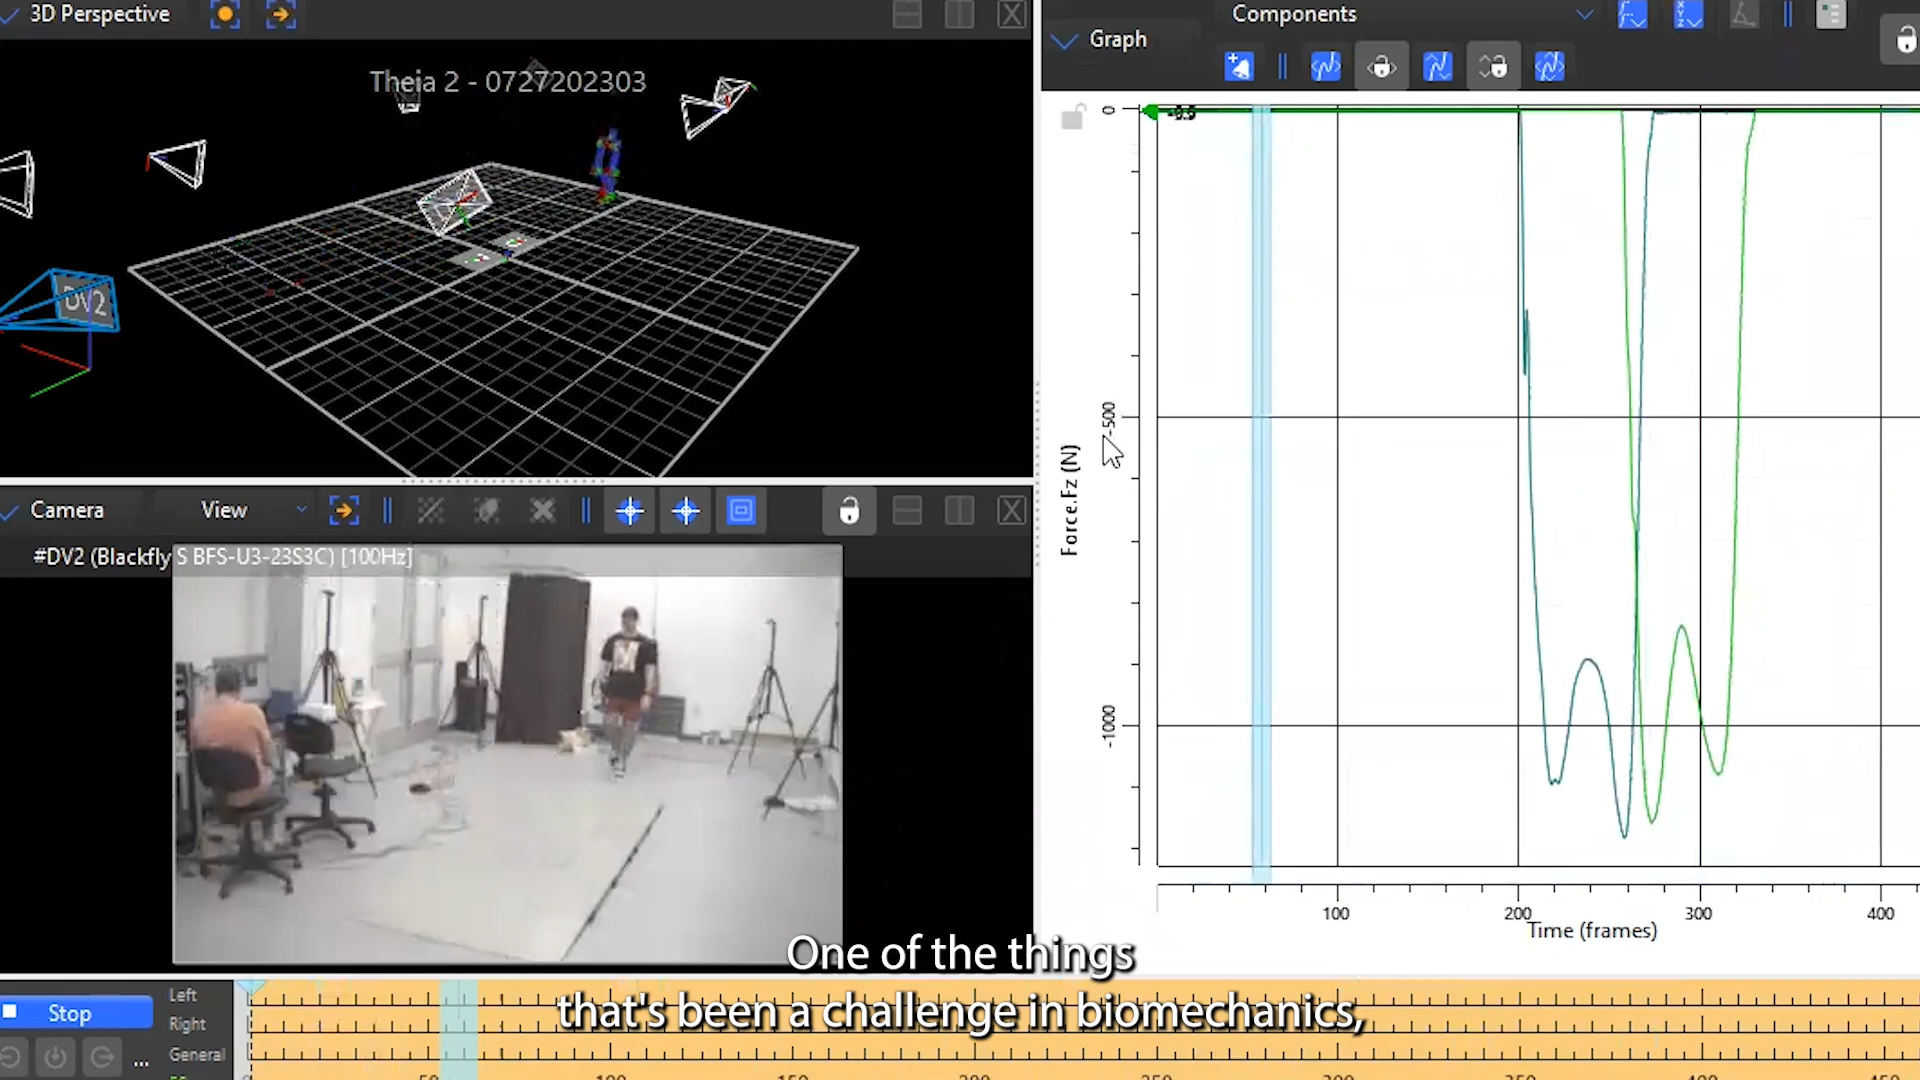 3D Perspective
Theia 2 - 0727202303
DV2
Components
Graph
0
-500
-1000
Force.Fz (N)
100
200
300
400
Time (frames)
Camera
View
#DV2 (Blackfly S BFS-U3-23S3C) [100Hz]
One of the things
that's been a challenge in biomechanics,
Stop
Left
Right
General
...